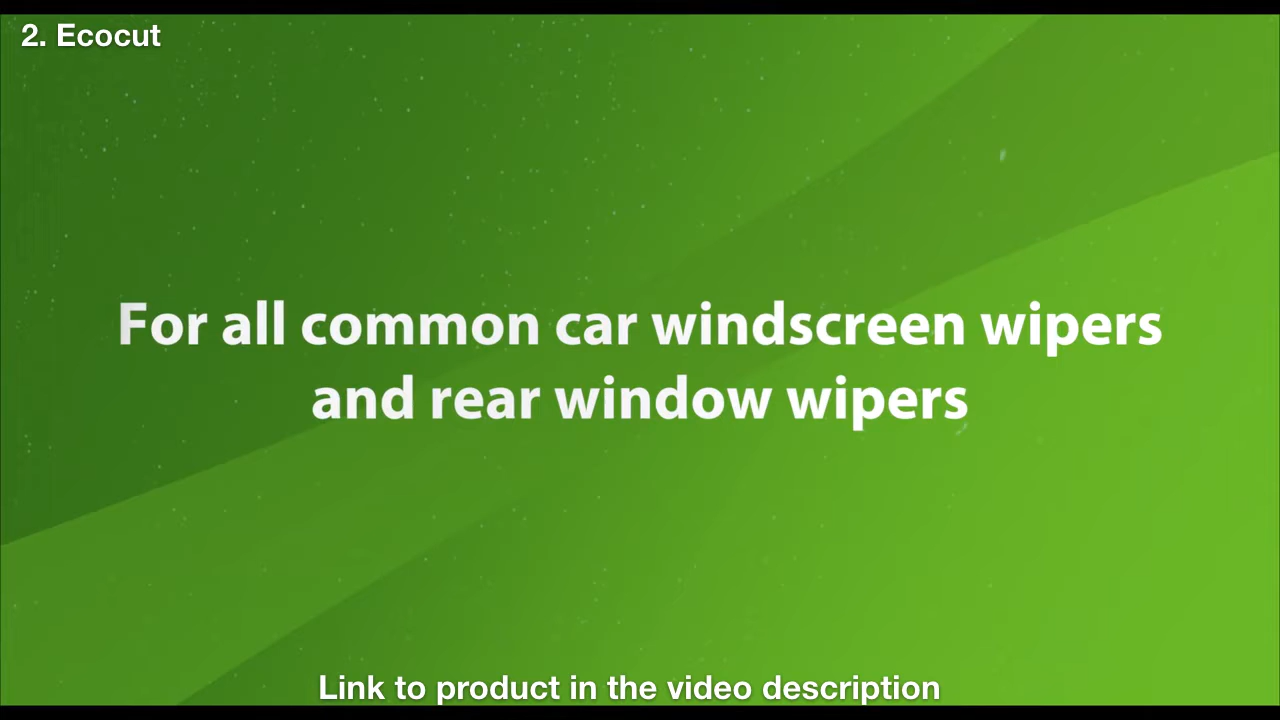 2. Ecocut
For all common car windscreen wipers
and rear window wipers
Link to product in the video description